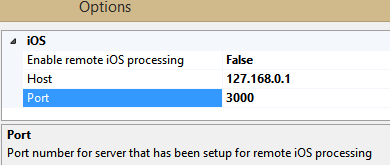 Options
iOS
Enable remote iOS processing False
Host 127.168.0.1
Port 3000
Port
Port number for server that has been setup for remote iOS processing